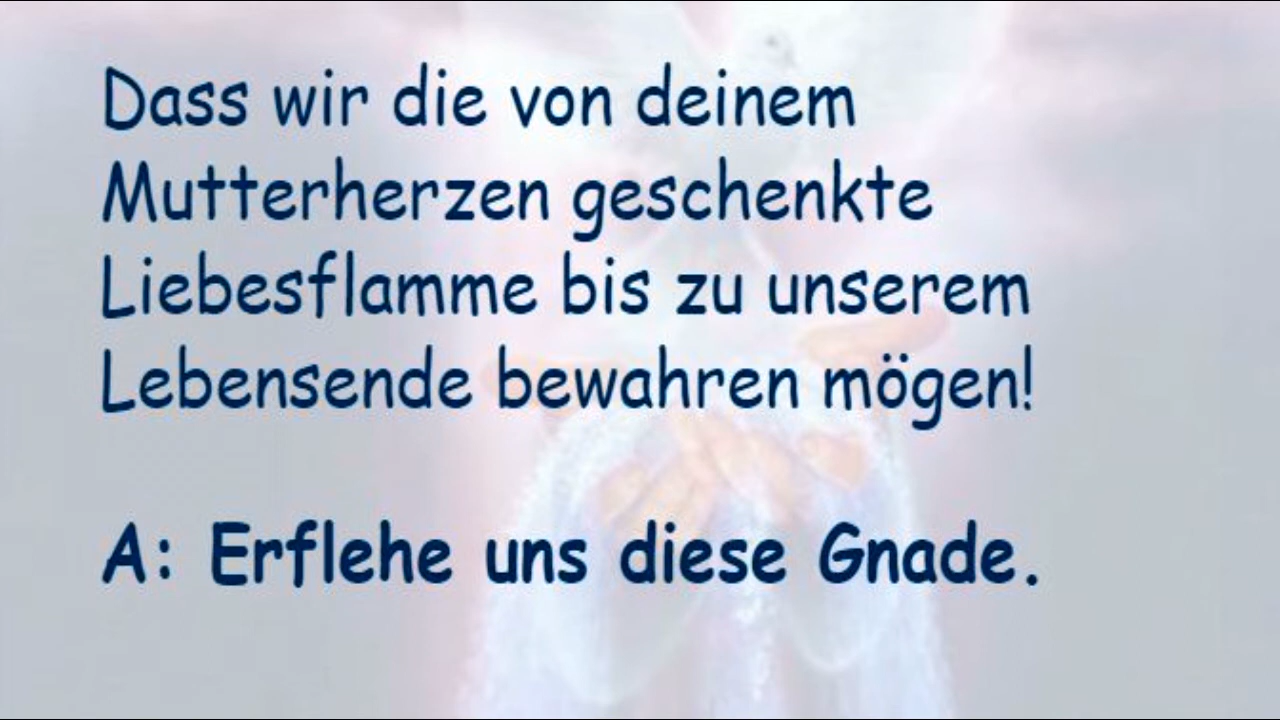 Dass wir die von deinem
Mutterherzen geschenkte
Liebesflamme bis zu unserem
Lebensende bewahren mögen!
A: Erflehe uns diese Gnade.